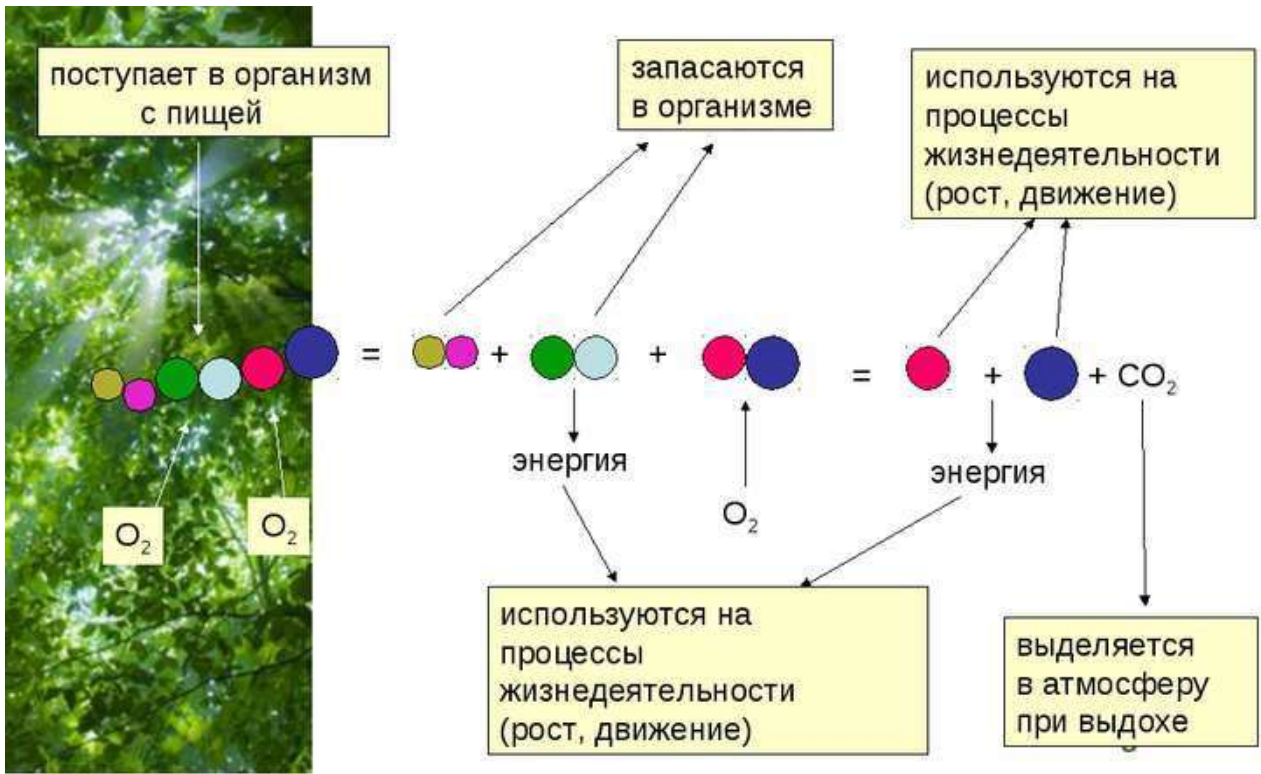 поступает в организм
с пищей
запасаются
в организме
используются на
процессы
жизнедеятельности
(рост, движение)
= + + = + + CO₂
энергия
энергия
O₂
O₂
O₂
используются на
процессы
жизнедеятельности
(рост, движение)
выделяется
в атмосферу
при выдохе